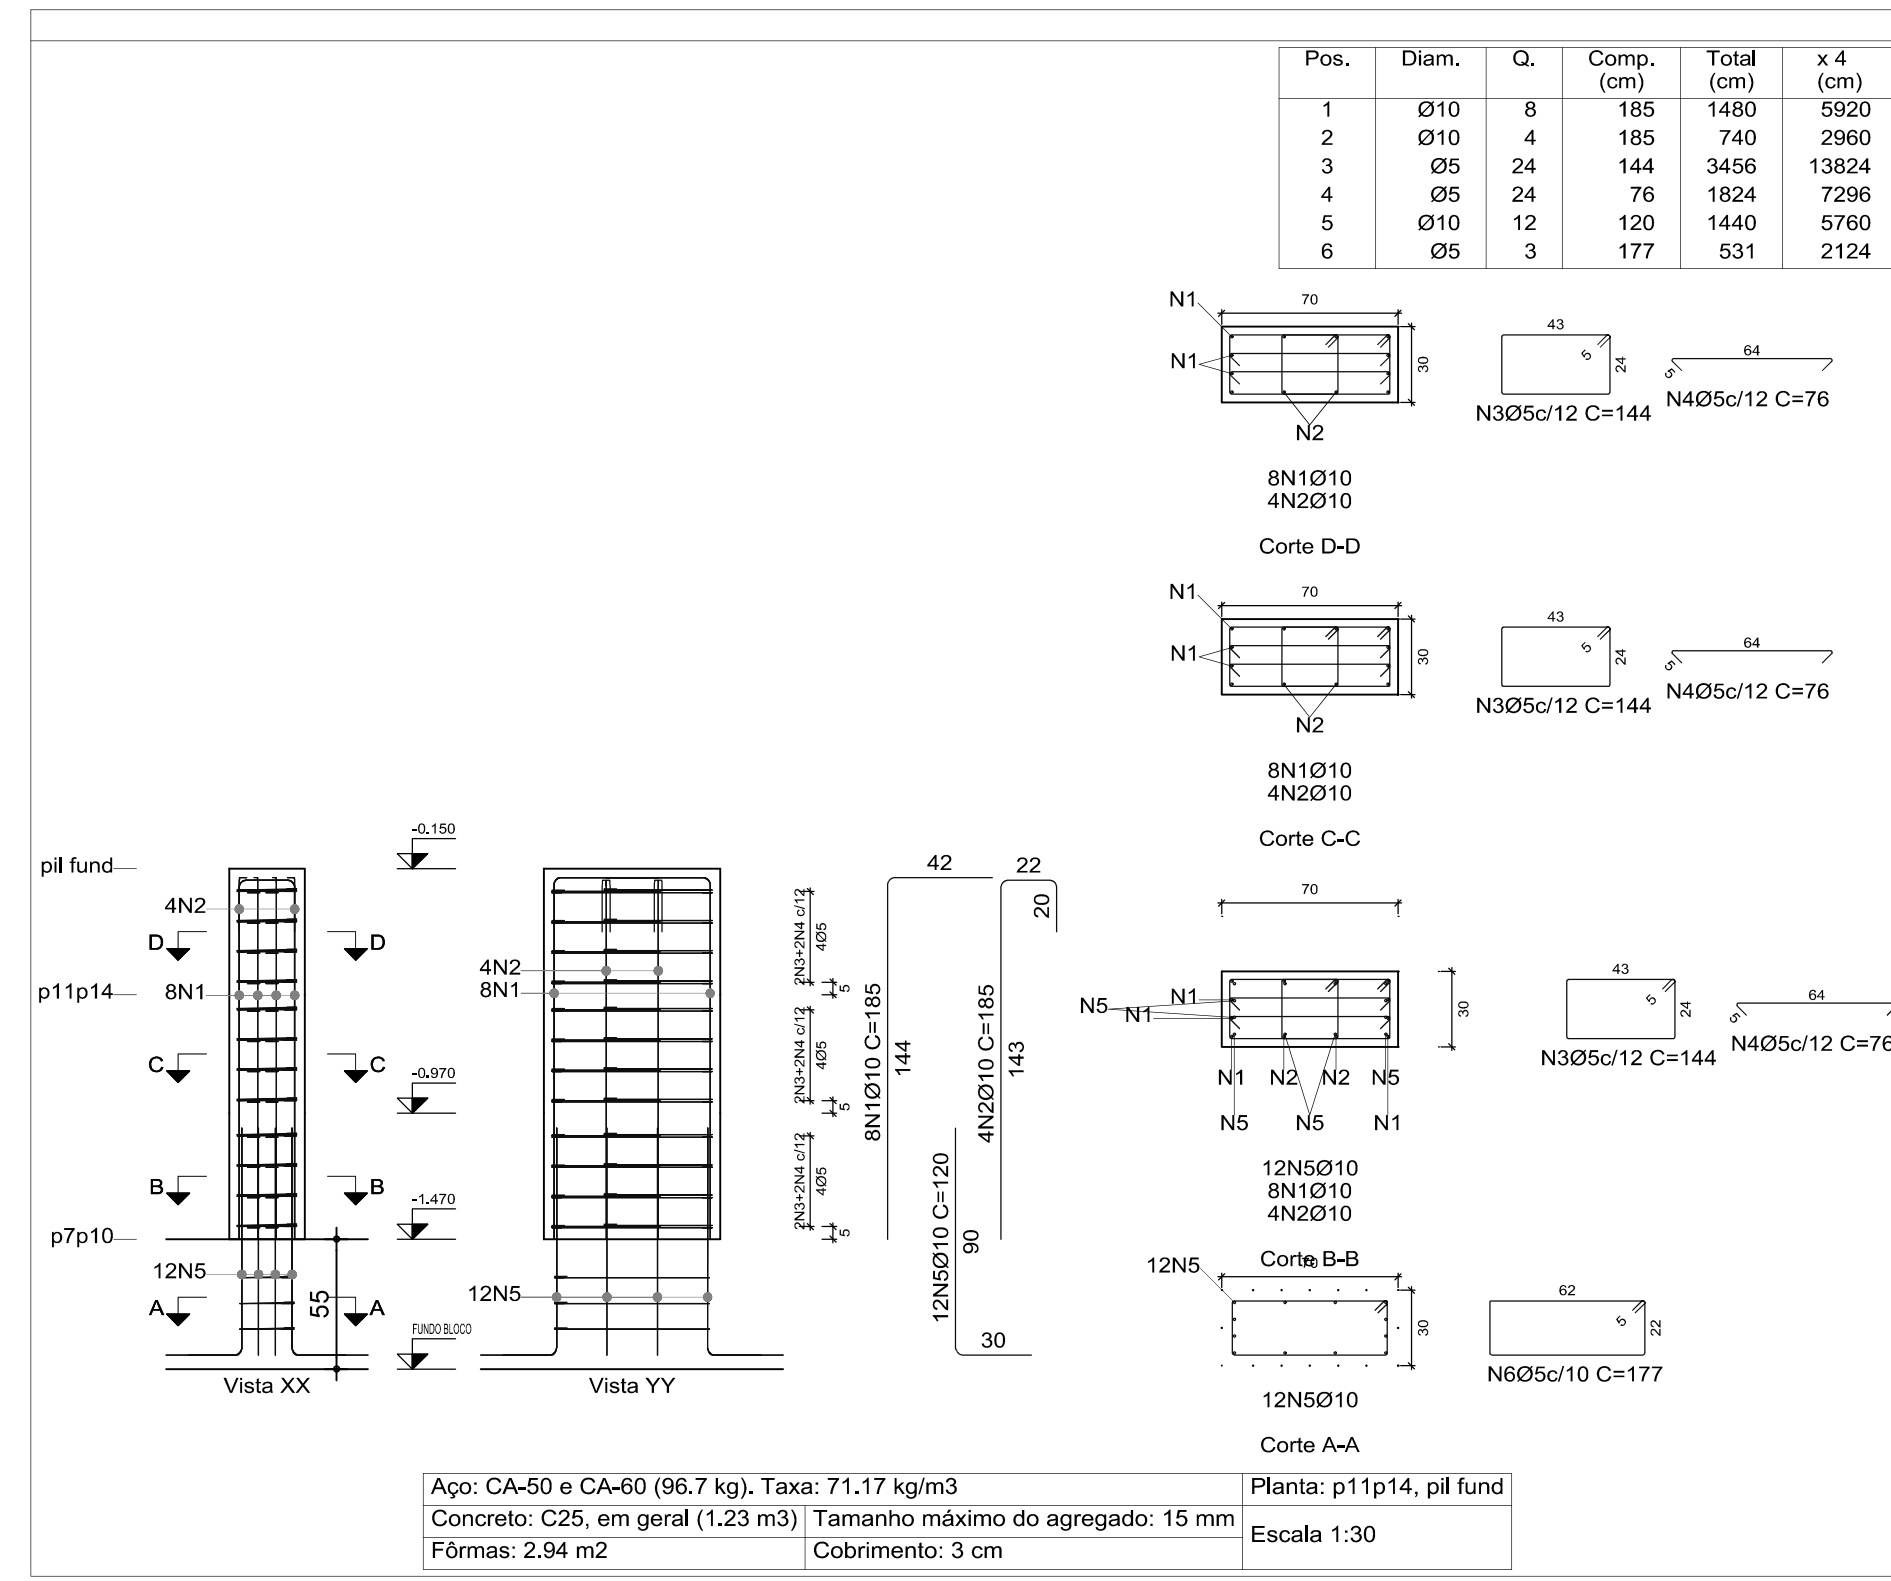 Pos. Diam. Q. Comp. (cm) Total (cm) x 4 (cm)
1 Ø10 8 185 1480 5920
2 Ø10 4 185 740 2960
3 Ø5 24 144 3456 13824
4 Ø5 24 76 1824 7296
5 Ø10 12 120 1440 5760
6 Ø5 3 177 531 2124
N1
70
N1
30
N2
8N1Ø10
4N2Ø10
Corte D-D
43
5
24
N3Ø5c/12 C=144
64
5
N4Ø5c/12 C=76
N1
70
N1
30
N2
8N1Ø10
4N2Ø10
Corte C-C
43
5
24
N3Ø5c/12 C=144
64
5
N4Ø5c/12 C=76
pil fund
4N2
D D
p11p14
8N1
C C
B B
p7p10
12N5
A A
55
Vista XX
-0.150
-0.970
-1.470
FUNDO BLOCO
4N2
8N1
12N5
Vista YY
2N3+2N4 c/12
4Ø5
5
2N3+2N4 c/12
4Ø5
5
2N3+2N4 c/12
4Ø5
5
42
8N1Ø10 C=185
144
22
20
4N2Ø10 C=185
143
12N5Ø10 C=120
90
30
70
N5
N1
N1
30
N1 N2 N2 N5
N5 N5 N1
12N5Ø10
8N1Ø10
4N2Ø10
Corte B-B
43
5
24
N3Ø5c/12 C=144
64
5
N4Ø5c/12 C=76
12N5
70
30
12N5Ø10
Corte A-A
62
5
22
N6Ø5c/10 C=177
Aço: CA-50 e CA-60 (96.7 kg). Taxa: 71.17 kg/m3
Planta: p11p14, pil fund
Concreto: C25, em geral (1.23 m3)
Tamanho máximo do agregado: 15 mm
Escala 1:30
Fôrmas: 2.94 m2
Cobrimento: 3 cm